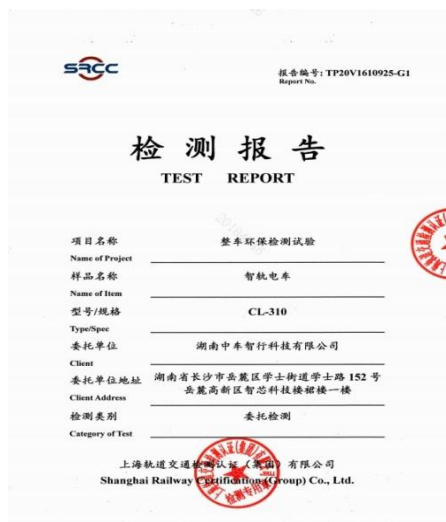 SRCC
报告编号: TP20V1610925-G1
Report No.
检 测 报 告
TEST REPORT
项目名称
整车环保检测试验
Name of Project
样品名称
智轨电车
Name of Item
型号/规格
CL-310
Type/Spec
委托单位
湖南中车智行科技有限公司
Client
委托单位地址
湖南省长沙市岳麓区学士街道学士路 152 号
岳麓高新区智芯科技楼裙楼一楼
Client Address
检测类别
委托检测
Category of Test
上海轨道交通检测认证（集团）有限公司
Shanghai Railway Certification (Group) Co., Ltd.
检测专用章